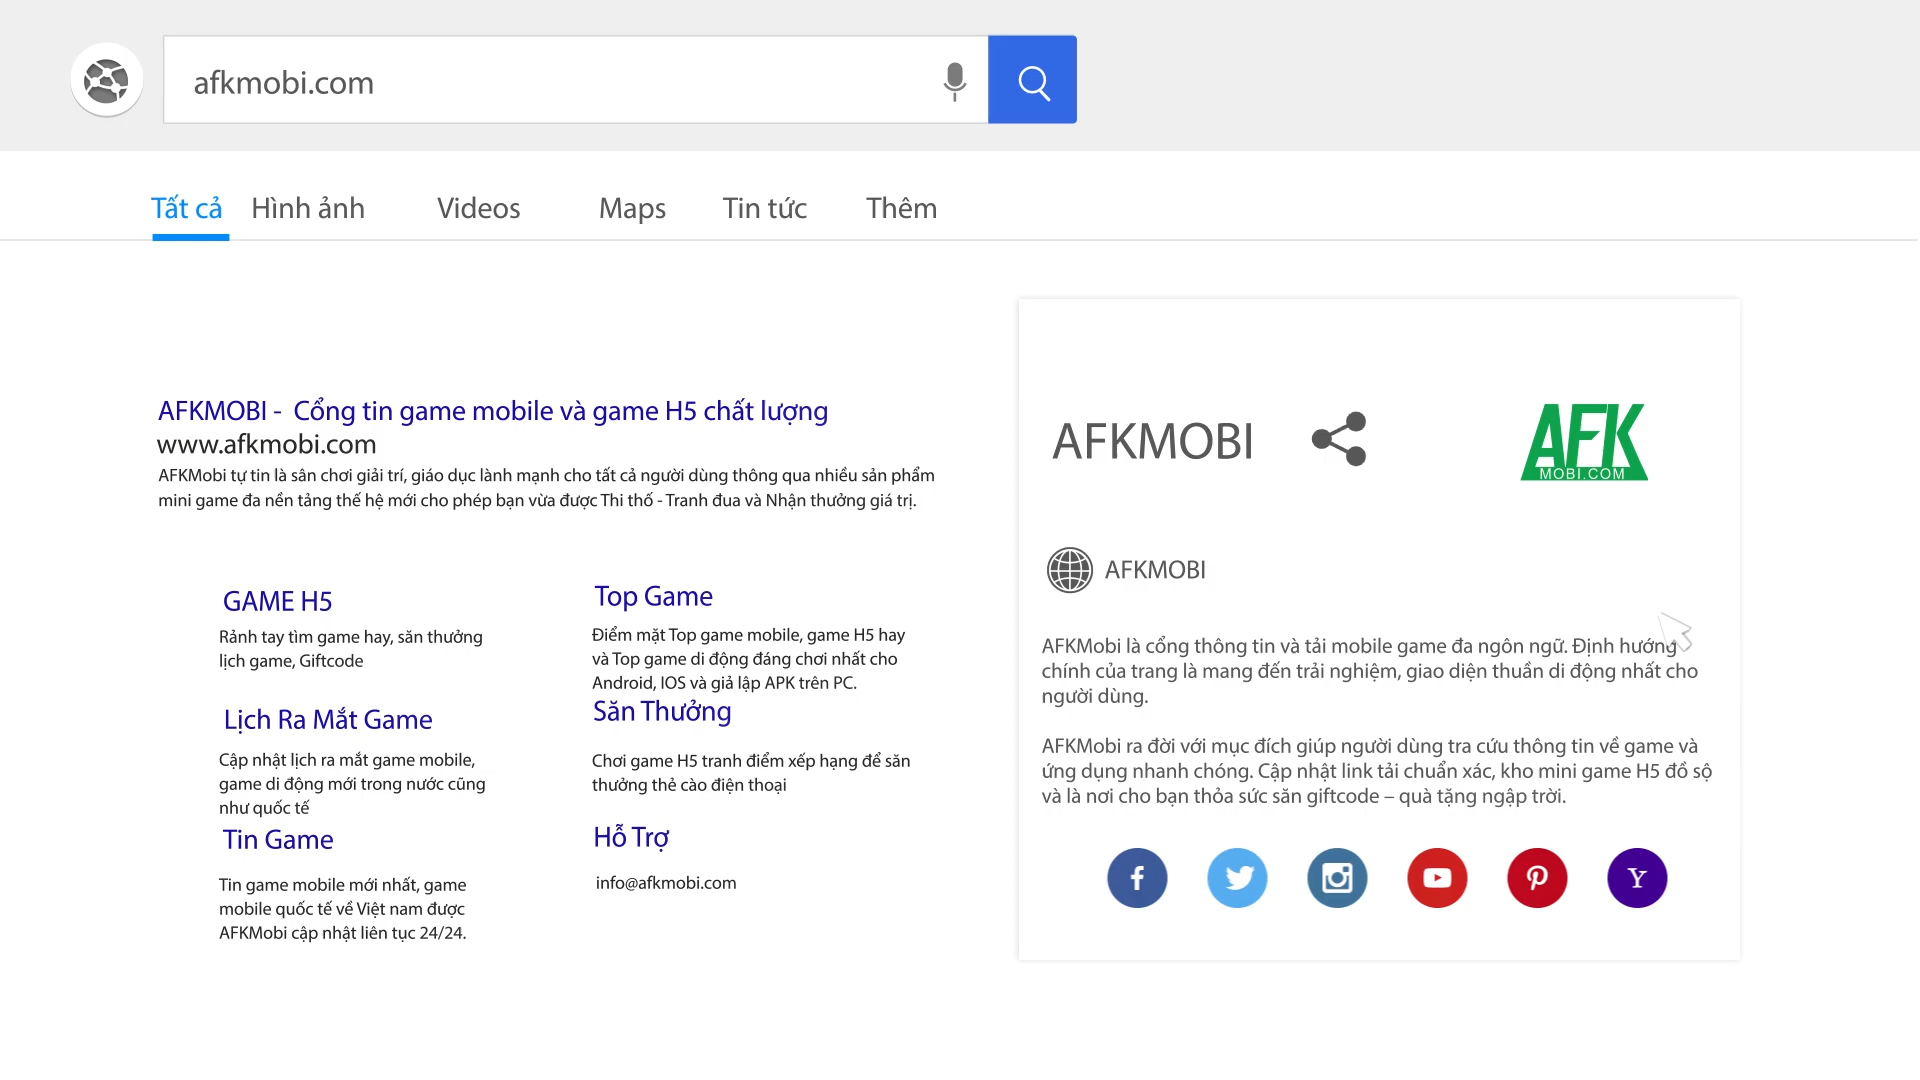 afkmobi.com
Tất cả Hình ảnh Videos Maps Tin tức Thêm
AFKMOBI - Cổng tin game mobile và game H5 chất lượng
www.afkmobi.com
AFKMobi tự tin là sân chơi giải trí, giáo dục lành mạnh cho tất cả người dùng thông qua nhiều sản phẩm
mini game đa nền tảng thế hệ mới cho phép bạn vừa được Thi thố - Tranh đua và Nhận thưởng giá trị.
GAME H5
Rảnh tay tìm game hay, săn thưởng
lịch game, Giftcode
Lịch Ra Mắt Game
Cập nhật lịch ra mắt game mobile,
game di động mới trong nước cũng
như quốc tế
Tin Game
Tin game mobile mới nhất, game
mobile quốc tế về Việt nam được
AFKMobi cập nhật liên tục 24/24.
Top Game
Điểm mặt Top game mobile, game H5 hay
và Top game di động đáng chơi nhất cho
Android, IOS và giả lập APK trên PC.
Săn Thưởng
Chơi game H5 tranh điểm xếp hạng để săn
thưởng thẻ cào điện thoại
Hỗ Trợ
info@afkmobi.com
AFKMOBI
AFK
MOBI.COM
AFKMOBI
AFKMobi là cổng thông tin và tải mobile game đa ngôn ngữ. Định hướng
chính của trang là mang đến trải nghiệm, giao diện thuần di động nhất cho
người dùng.
AFKMobi ra đời với mục đích giúp người dùng tra cứu thông tin về game và
ứng dụng nhanh chóng. Cập nhật link tải chuẩn xác, kho mini game H5 đồ sộ
và là nơi cho bạn thỏa sức săn giftcode – quà tặng ngập trời.